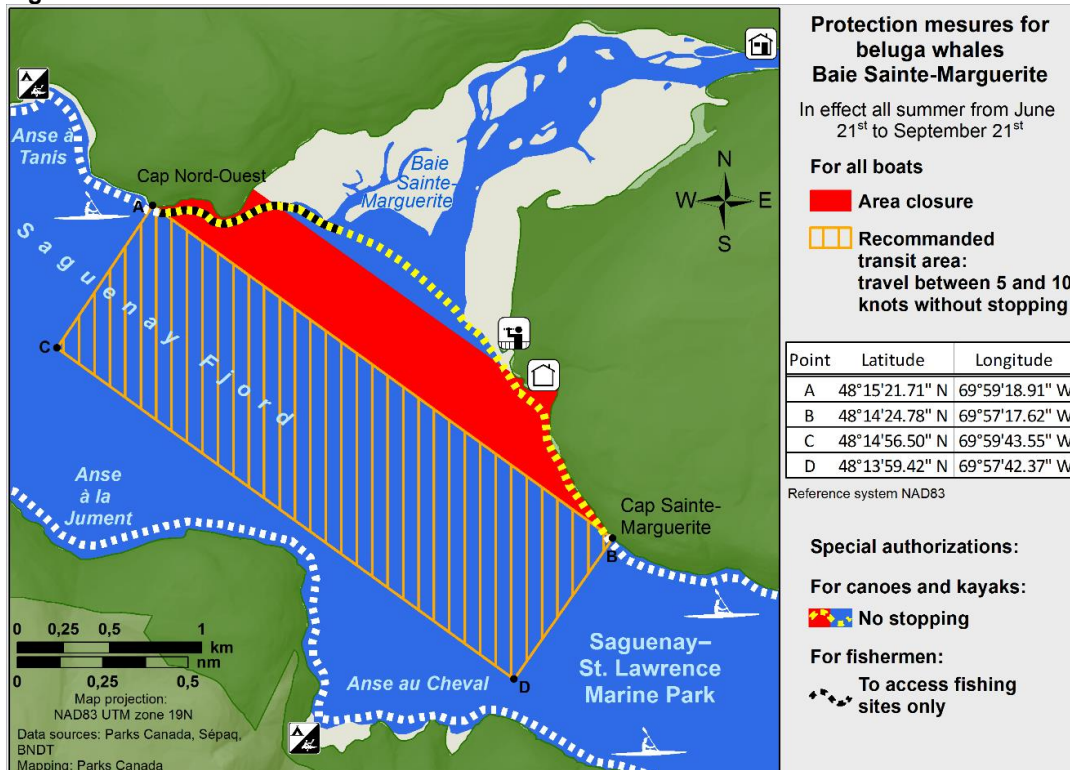 Protection mesures for
beluga whales
Baie Sainte-Marguerite
In effect all summer from June
21st to September 21st
For all boats
Area closure
Recommanded
transit area:
travel between 5 and 10
knots without stopping
Point Latitude Longitude
A 48°15'21.71" N 69°59'18.91" W
B 48°14'24.78" N 69°57'17.62" W
C 48°14'56.50" N 69°59'43.55" W
D 48°13'59.42" N 69°57'42.37" W
Reference system NAD83
Special authorizations:
For canoes and kayaks:
No stopping
For fishermen:
To access fishing
sites only
Anse à
Tanis
Cap Nord-Ouest
Baie
Sainte-
Marguerite
N
W E
S
A
Saguenay Fjord
C
Anse
à la
Jument
Cap Sainte-
Marguerite
B
Saguenay–
St. Lawrence
Marine Park
D
Anse au Cheval
0 0,25 0,5 1
km
nm
0 0,25 0,5
Map projection:
NAD83 UTM zone 19N
Data sources: Parks Canada, Sépaq,
BNDT
Mapping: Parks Canada